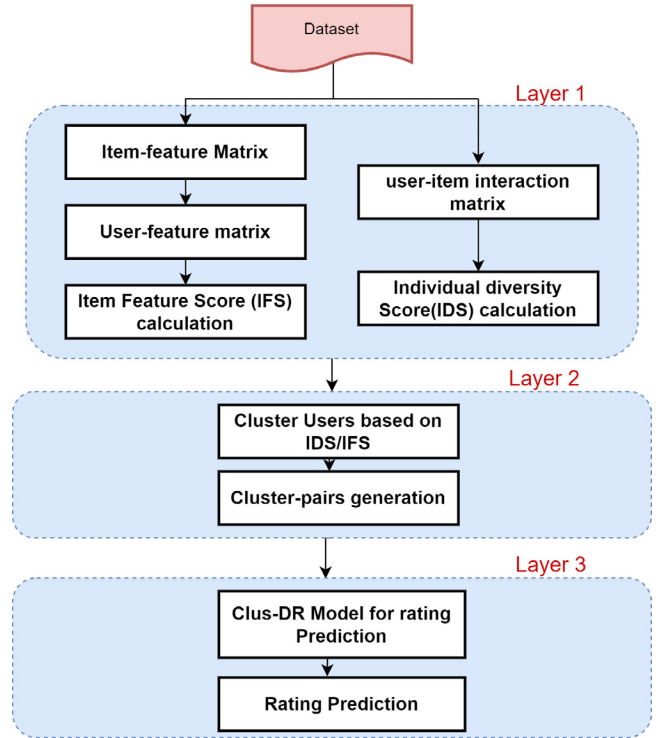 Dataset
Layer 1
Item-feature Matrix
User-feature matrix
Item Feature Score (IFS)
calculation
user-item interaction
matrix
Individual diversity
Score(IDS) calculation
Layer 2
Cluster Users based on
IDS/IFS
Cluster-pairs generation
Layer 3
Clus-DR Model for rating
Prediction
Rating Prediction